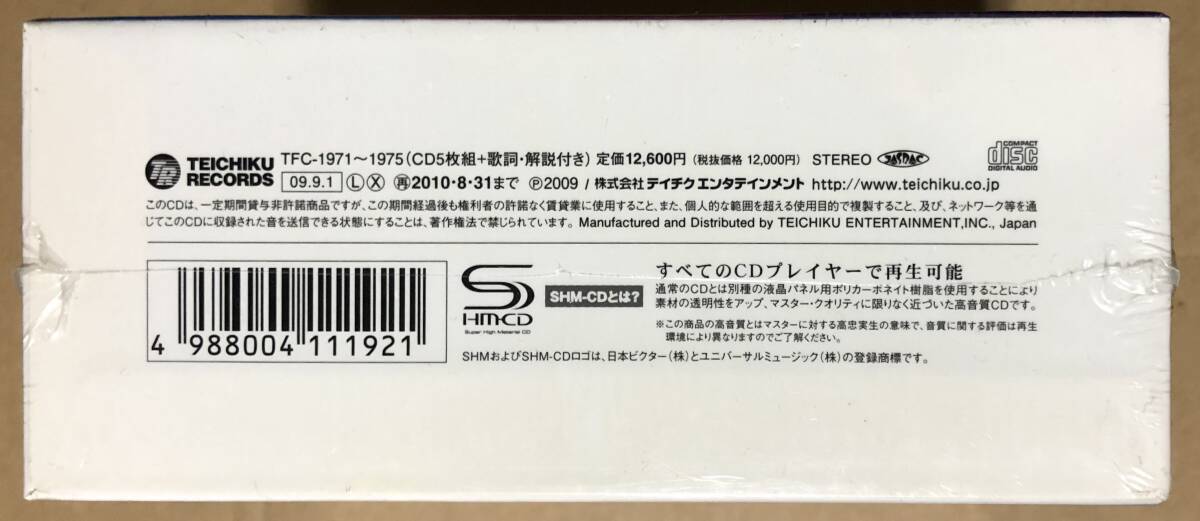 TEICHIKU RECORDS
TFC-1971～1975(CD5枚組+歌詞・解説付き) 定価12,600円 (税抜価格 12,000円) STEREO JASRAC
09.9.1 Ⓛ Ⓧ ㊞2010・8・31まで Ⓟ2009 / 株式会社テイチクエンタテインメント http://www.teichiku.co.jp
COMPACT disc DIGITAL AUDIO
このCDは、一定期間貸与非許諾商品ですが、この期間経過後も権利者の許諾なく賃貸業に使用すること、また、個人的な範囲を超える使用目的で複製すること、及び、ネットワーク等を通
じてこのCDに収録された音を送信できる状態にすることは、著作権法で禁じられています。Manufactured and Distributed by TEICHIKU ENTERTAINMENT,INC., Japan
4 988004 111921
SHM-CD
Super High Material CD
SHM-CDとは?
すべてのCDプレイヤーで再生可能
通常のCDとは別種の液晶パネル用ポリカーボネイト樹脂を使用することにより
素材の透明性をアップ、マスター・クオリティに限りなく近づいた高音質CDです。
※この商品の高音質とはマスターに対する高忠実生の意味で、音質に関する評価は再生
環境により異なりますのでご了解ください。
SHMおよびSHM-CDロゴは、日本ビクター(株)とユニバーサルミュージック(株)の登録商標です。